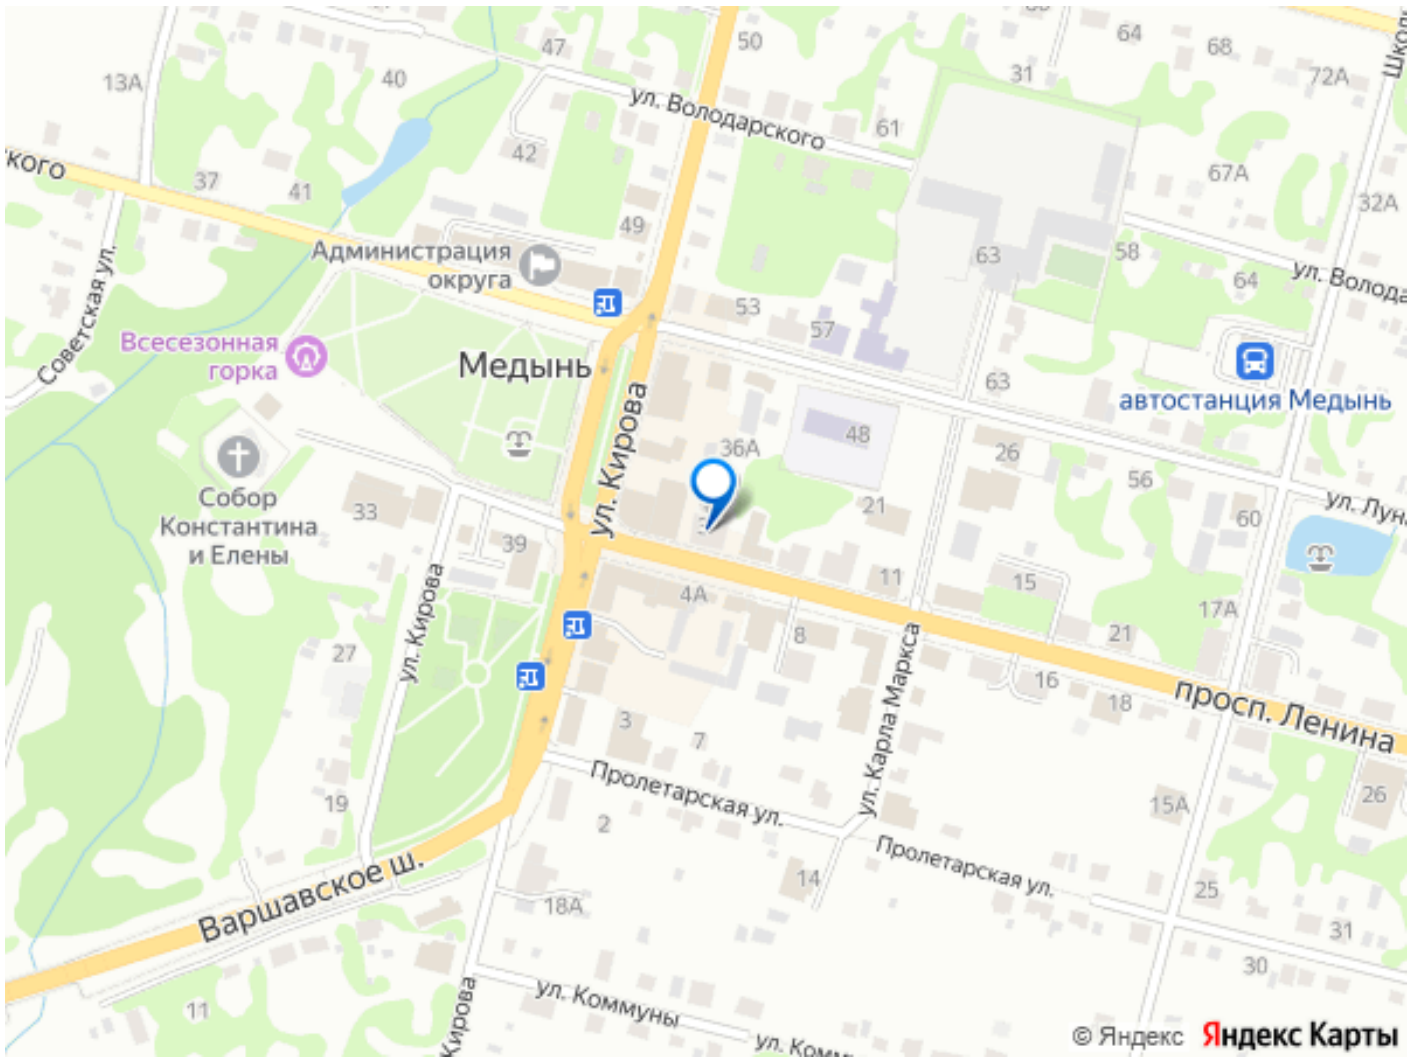 50
64
68
47
31
72А
13А
40
ул. Володарского
61
42
67А
37
41
32А
49
Администрация
округа
63
58
64
ул. Волода
Советская ул.
53
57
Всесезонная
горка
Медынь
ул. Кирова
63
автостанция Медынь
36А
48
26
56
Собор
Константина
и Елены
33
39
21
60
ул. Луна
ул. Кирова
4А
11
15
17А
8
21
27
16
18
просп. Ленина
3
7
ул. Карла Маркса
Пролетарская ул.
19
2
15А
26
Варшавское ш.
Пролетарская ул.
14
18А
25
31
30
11
ул. Коммуны
Кирова
ул. Комм
© Яндекс Яндекс Карты